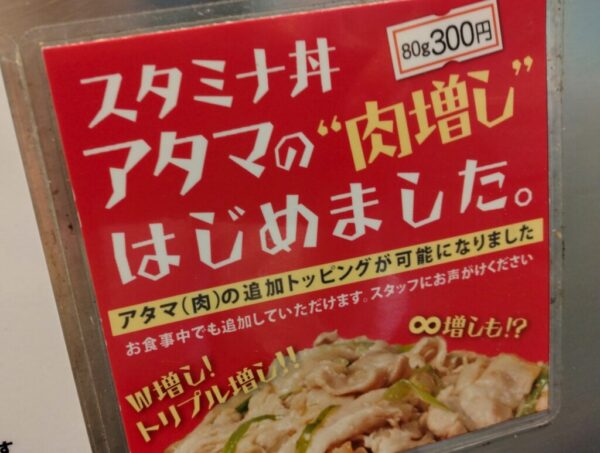 80g300円
スタミナ丼
アタマの“肉増し”
はじめました。
アタマ(肉)の追加トッピングが可能になりました
お食事中でも追加していただけます。スタッフにお声がけください
∞増しも!?
W増し!
トリプル増し!!
す